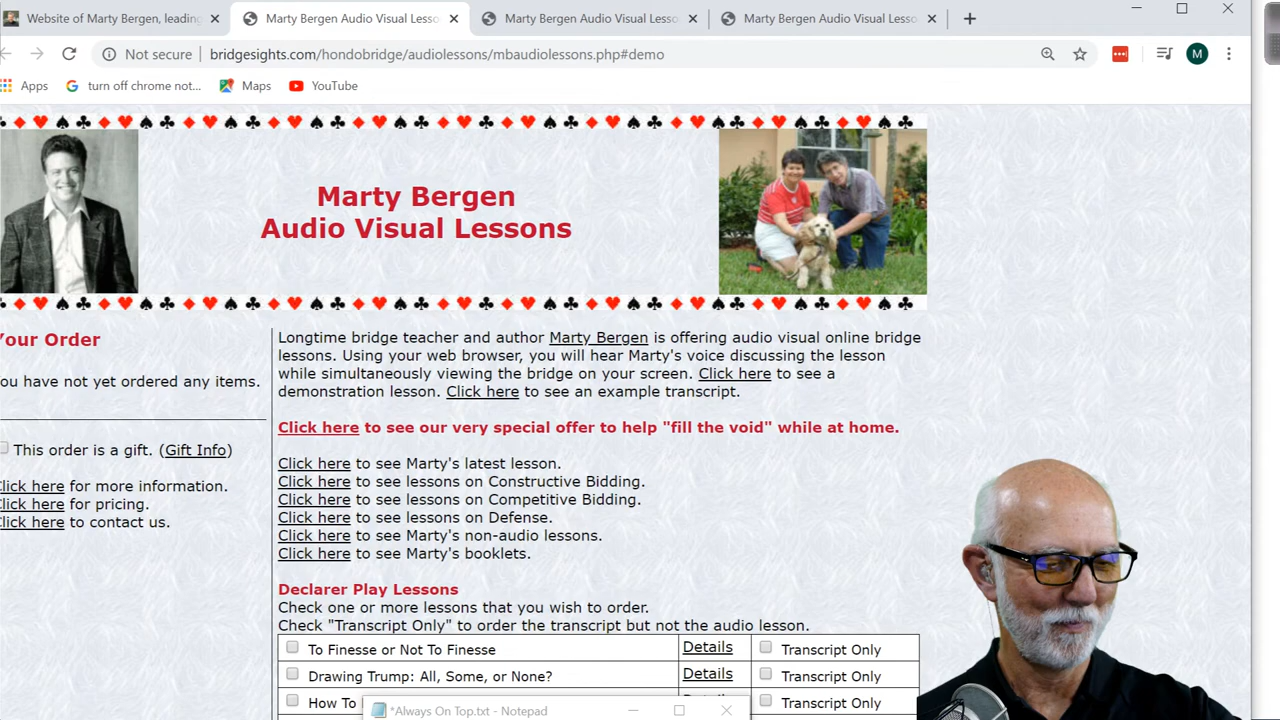 Website of Marty Bergen, leading
Marty Bergen Audio Visual Lesso
Marty Bergen Audio Visual Lesso
Marty Bergen Audio Visual Lesso
Not secure
bridgesights.com/hondobridge/audiolessons/mbaudiolessons.php#demo
M
Apps
turn off chrome not...
Maps
YouTube
Marty Bergen
Audio Visual Lessons
Your Order
ou have not yet ordered any items.
This order is a gift. (Gift Info)
Click here for more information.
Click here for pricing.
Click here to contact us.
Longtime bridge teacher and author Marty Bergen is offering audio visual online bridge
lessons. Using your web browser, you will hear Marty's voice discussing the lesson
while simultaneously viewing the bridge on your screen. Click here to see a
demonstration lesson. Click here to see an example transcript.
Click here to see our very special offer to help "fill the void" while at home.
Click here to see Marty's latest lesson.
Click here to see lessons on Constructive Bidding.
Click here to see lessons on Competitive Bidding.
Click here to see lessons on Defense.
Click here to see Marty's non-audio lessons.
Click here to see Marty's booklets.
Declarer Play Lessons
Check one or more lessons that you wish to order.
Check "Transcript Only" to order the transcript but not the audio lesson.
To Finesse or Not To Finesse Details Transcript Only
Drawing Trump: All, Some, or None? Details Transcript Only
How To Transcript Only
*Always On Top.txt - Notepad